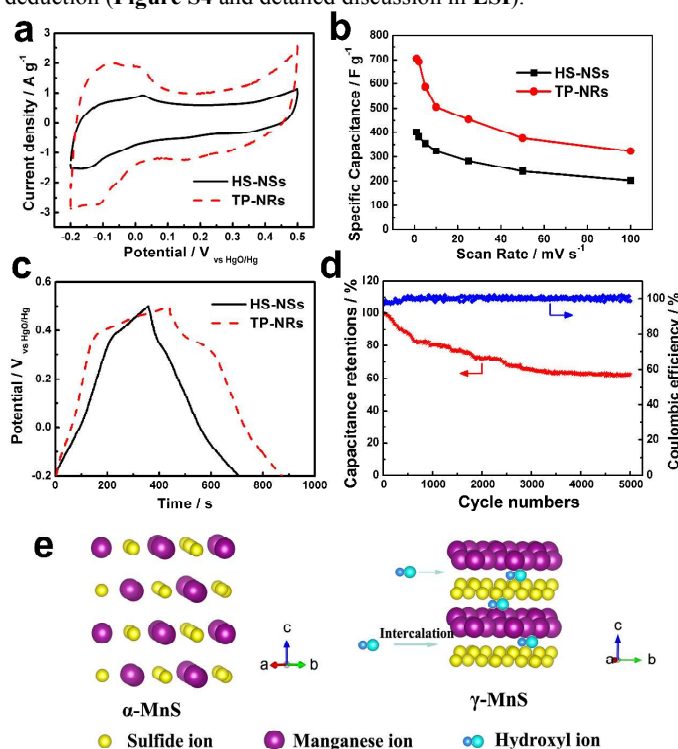 deduction (Figure S4 and detailed discussion in ESI).
a
Current density / A g⁻¹
3
2
1
0
-1
-2
-3
HS-NSs
TP-NRs
-0.2 -0.1 0.0 0.1 0.2 0.3 0.4 0.5
Potential / V vs HgO/Hg
b
Specific Capacitance / F g⁻¹
800
700
600
500
400
300
200
100
0
HS-NSs
TP-NRs
0 20 40 60 80 100
Scan Rate / mV s⁻¹
c
Potential / V vs HgO/Hg
0.6
0.4
0.2
0.0
-0.2
HS-NSs
TP-NRs
0 200 400 600 800 1000
Time / s
d
Capacitance retentions / %
120
100
80
60
40
20
0
Coulombic efficiency / %
100
80
60
40
20
0
0 1000 2000 3000 4000 5000
Cycle numbers
e
c
a b
α-MnS
Intercalation
c
a b
γ-MnS
Sulfide ion Manganese ion Hydroxyl ion